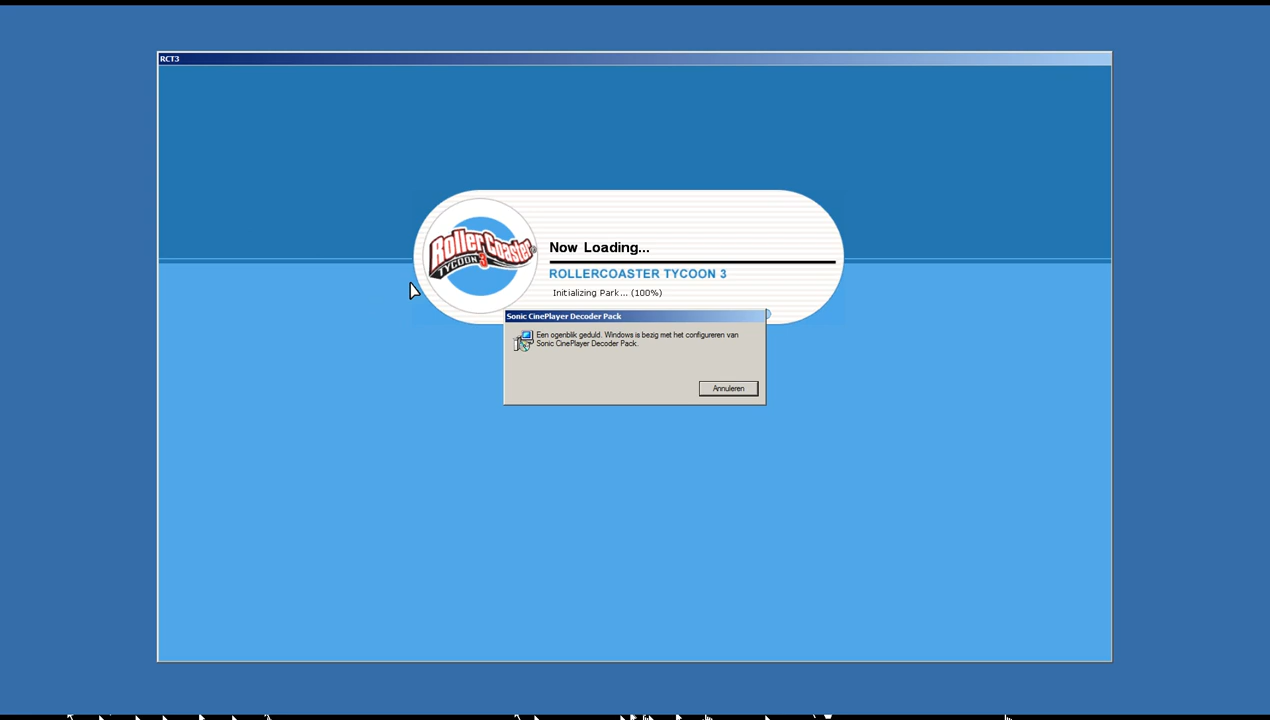 RCT3
RollerCoaster®
TYCOON 3
Now Loading...
ROLLERCOASTER TYCOON 3
Initializing Park... (100%)
Sonic CinePlayer Decoder Pack
Een ogenblik geduld. Windows is bezig met het configureren van
Sonic CinePlayer Decoder Pack.
Annuleren